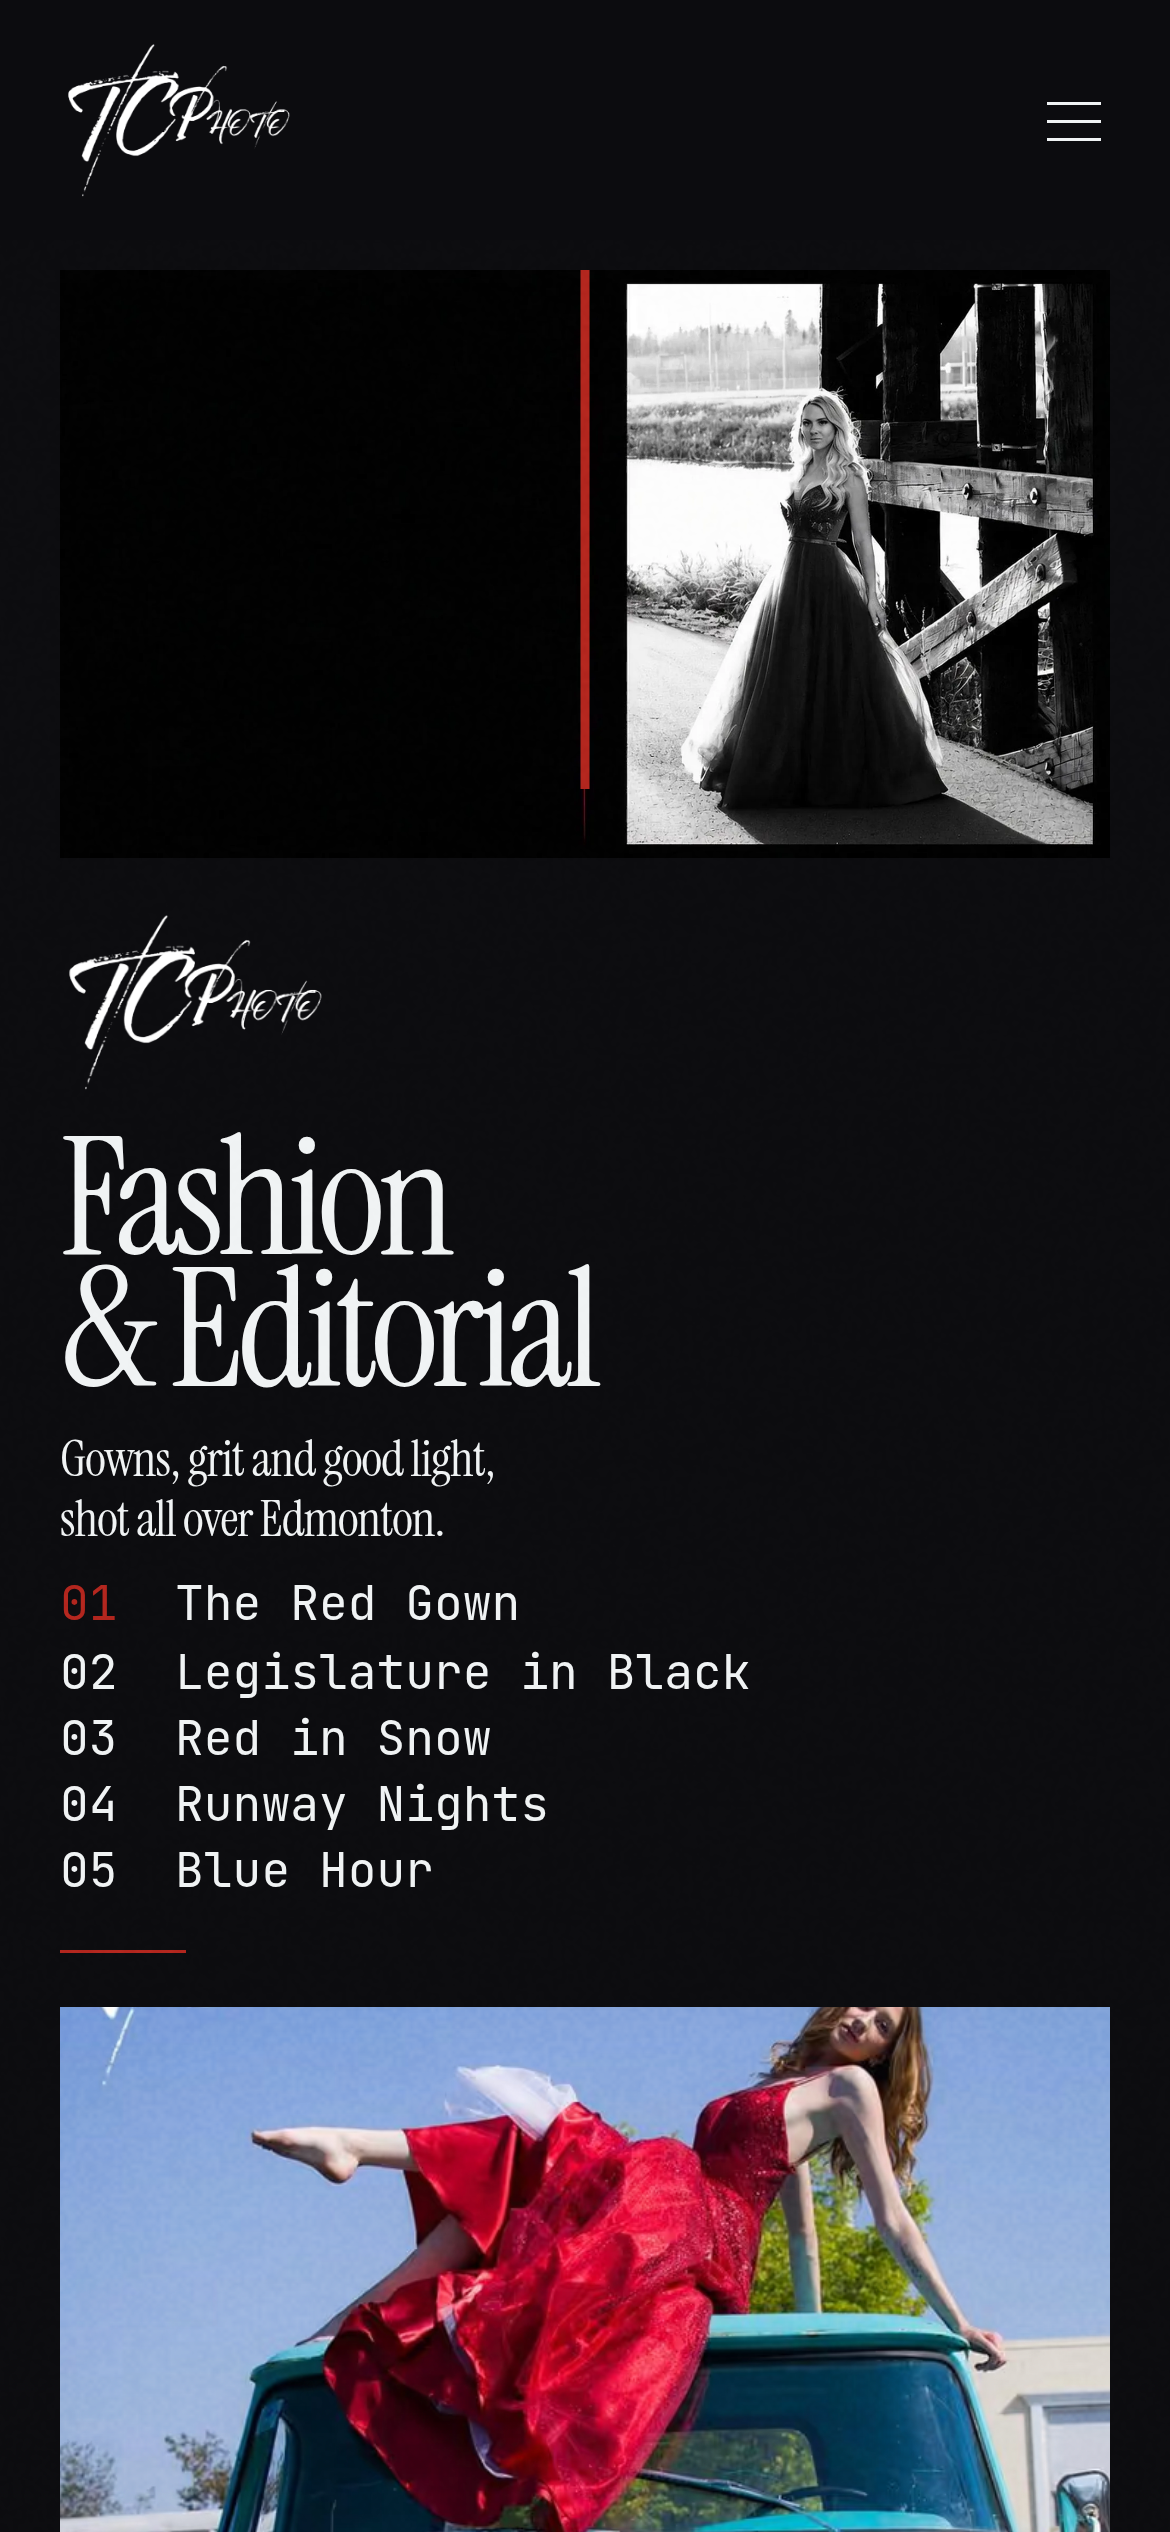 TCPHOTO
TCPHOTO
Fashion
& Editorial
Gowns, grit and good light,
shot all over Edmonton.
01 The Red Gown
02 Legislature in Black
03 Red in Snow
04 Runway Nights
05 Blue Hour